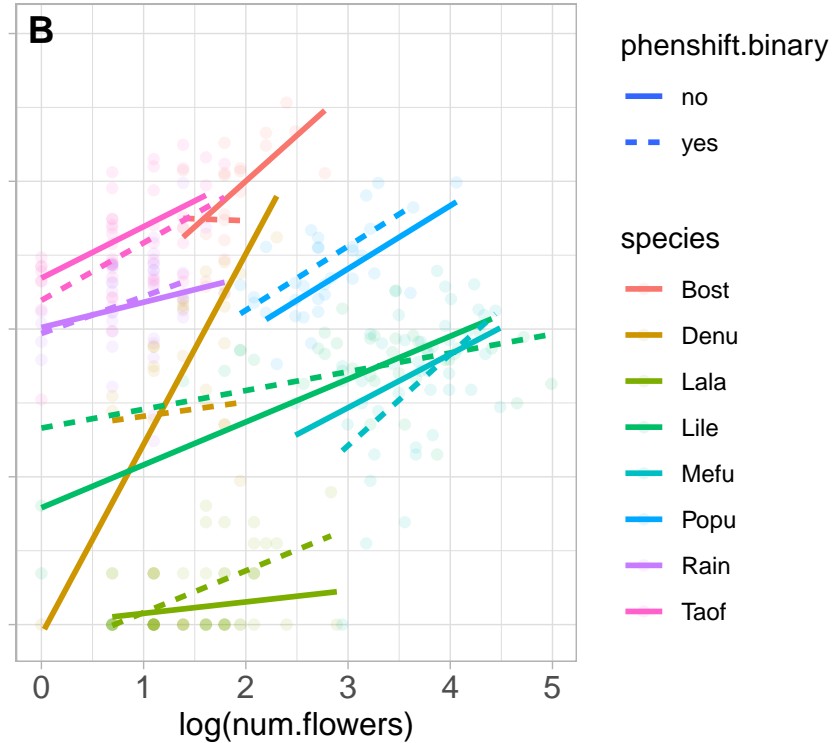 B
0 1 2 3 4 5
log(num.flowers)
phenshift.binary
no
yes
species
Bost
Denu
Lala
Lile
Mefu
Popu
Rain
Taof